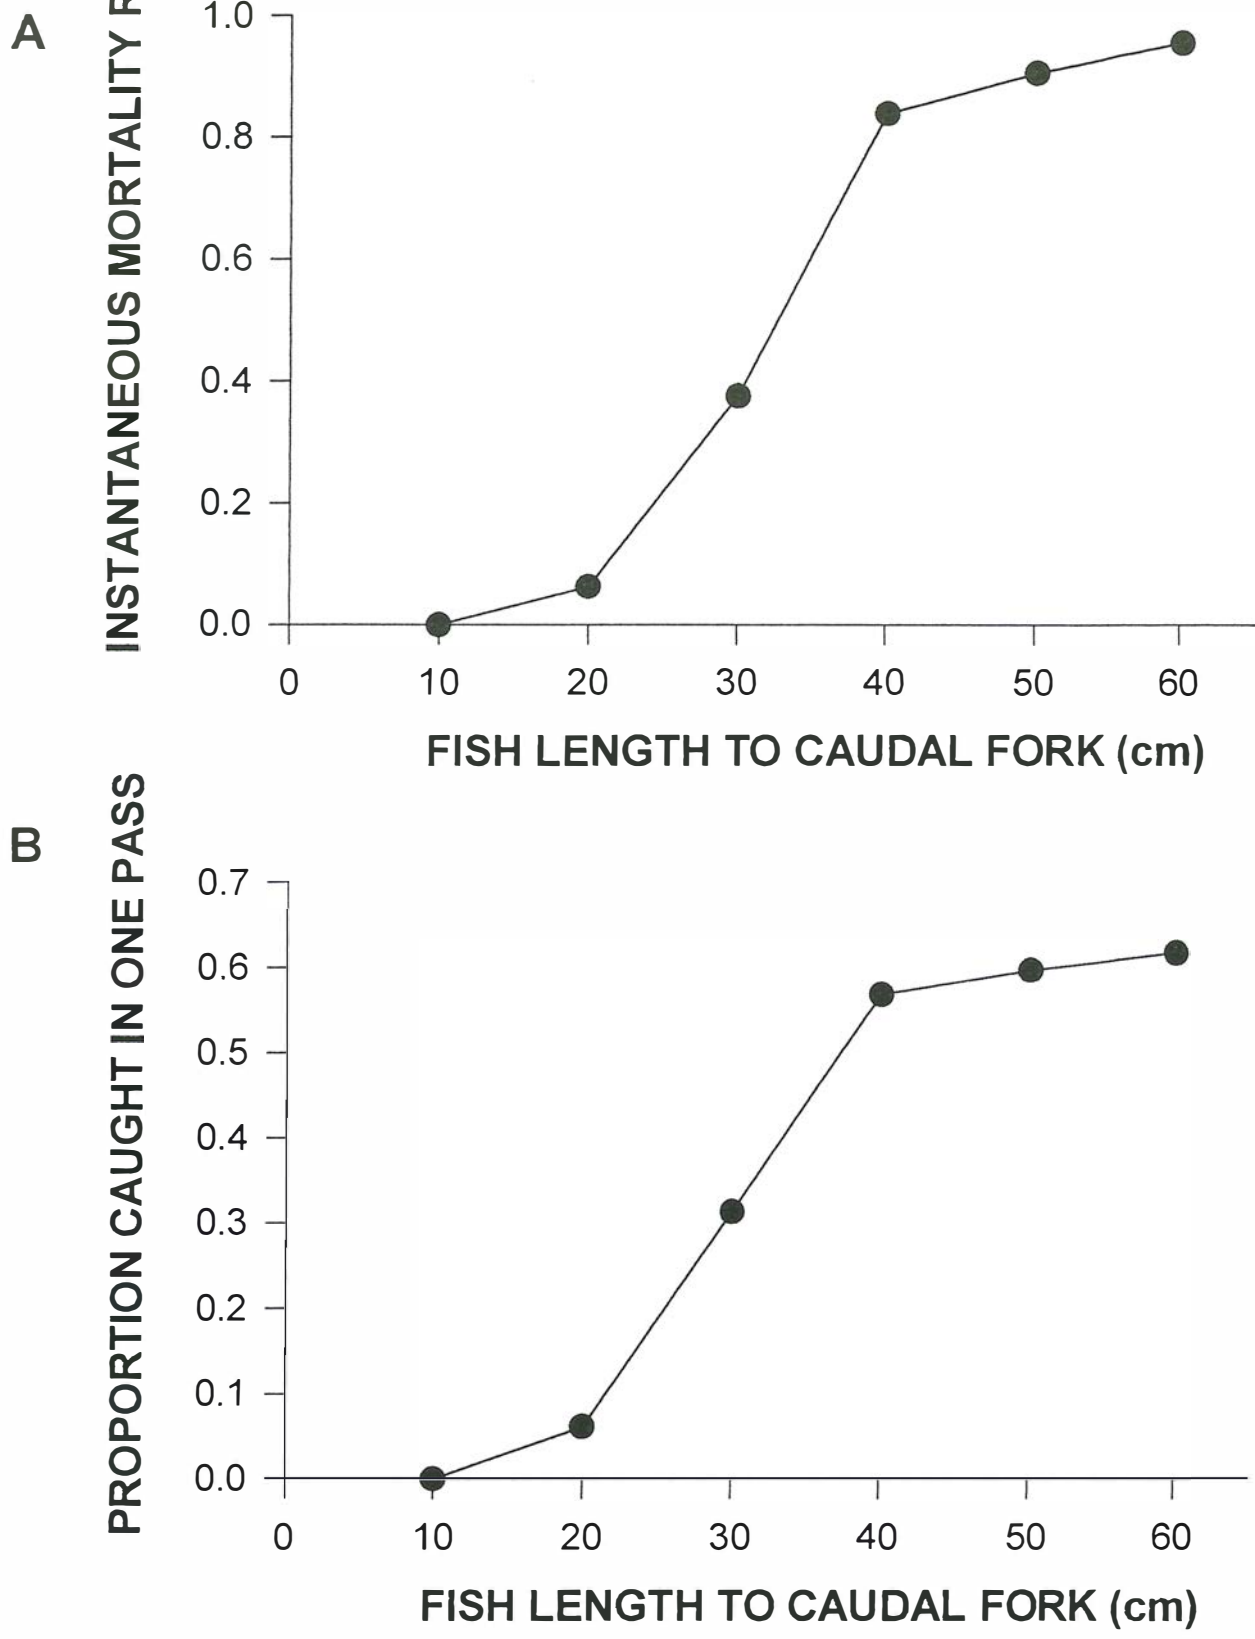 A
INSTANTANEOUS MORTALITY
1.0
0.8
0.6
0.4
0.2
0.0
0 10 20 30 40 50 60
FISH LENGTH TO CAUDAL FORK (cm)
B
PROPORTION CAUGHT IN ONE PASS
0.7
0.6
0.5
0.4
0.3
0.2
0.1
0.0
0 10 20 30 40 50 60
FISH LENGTH TO CAUDAL FORK (cm)